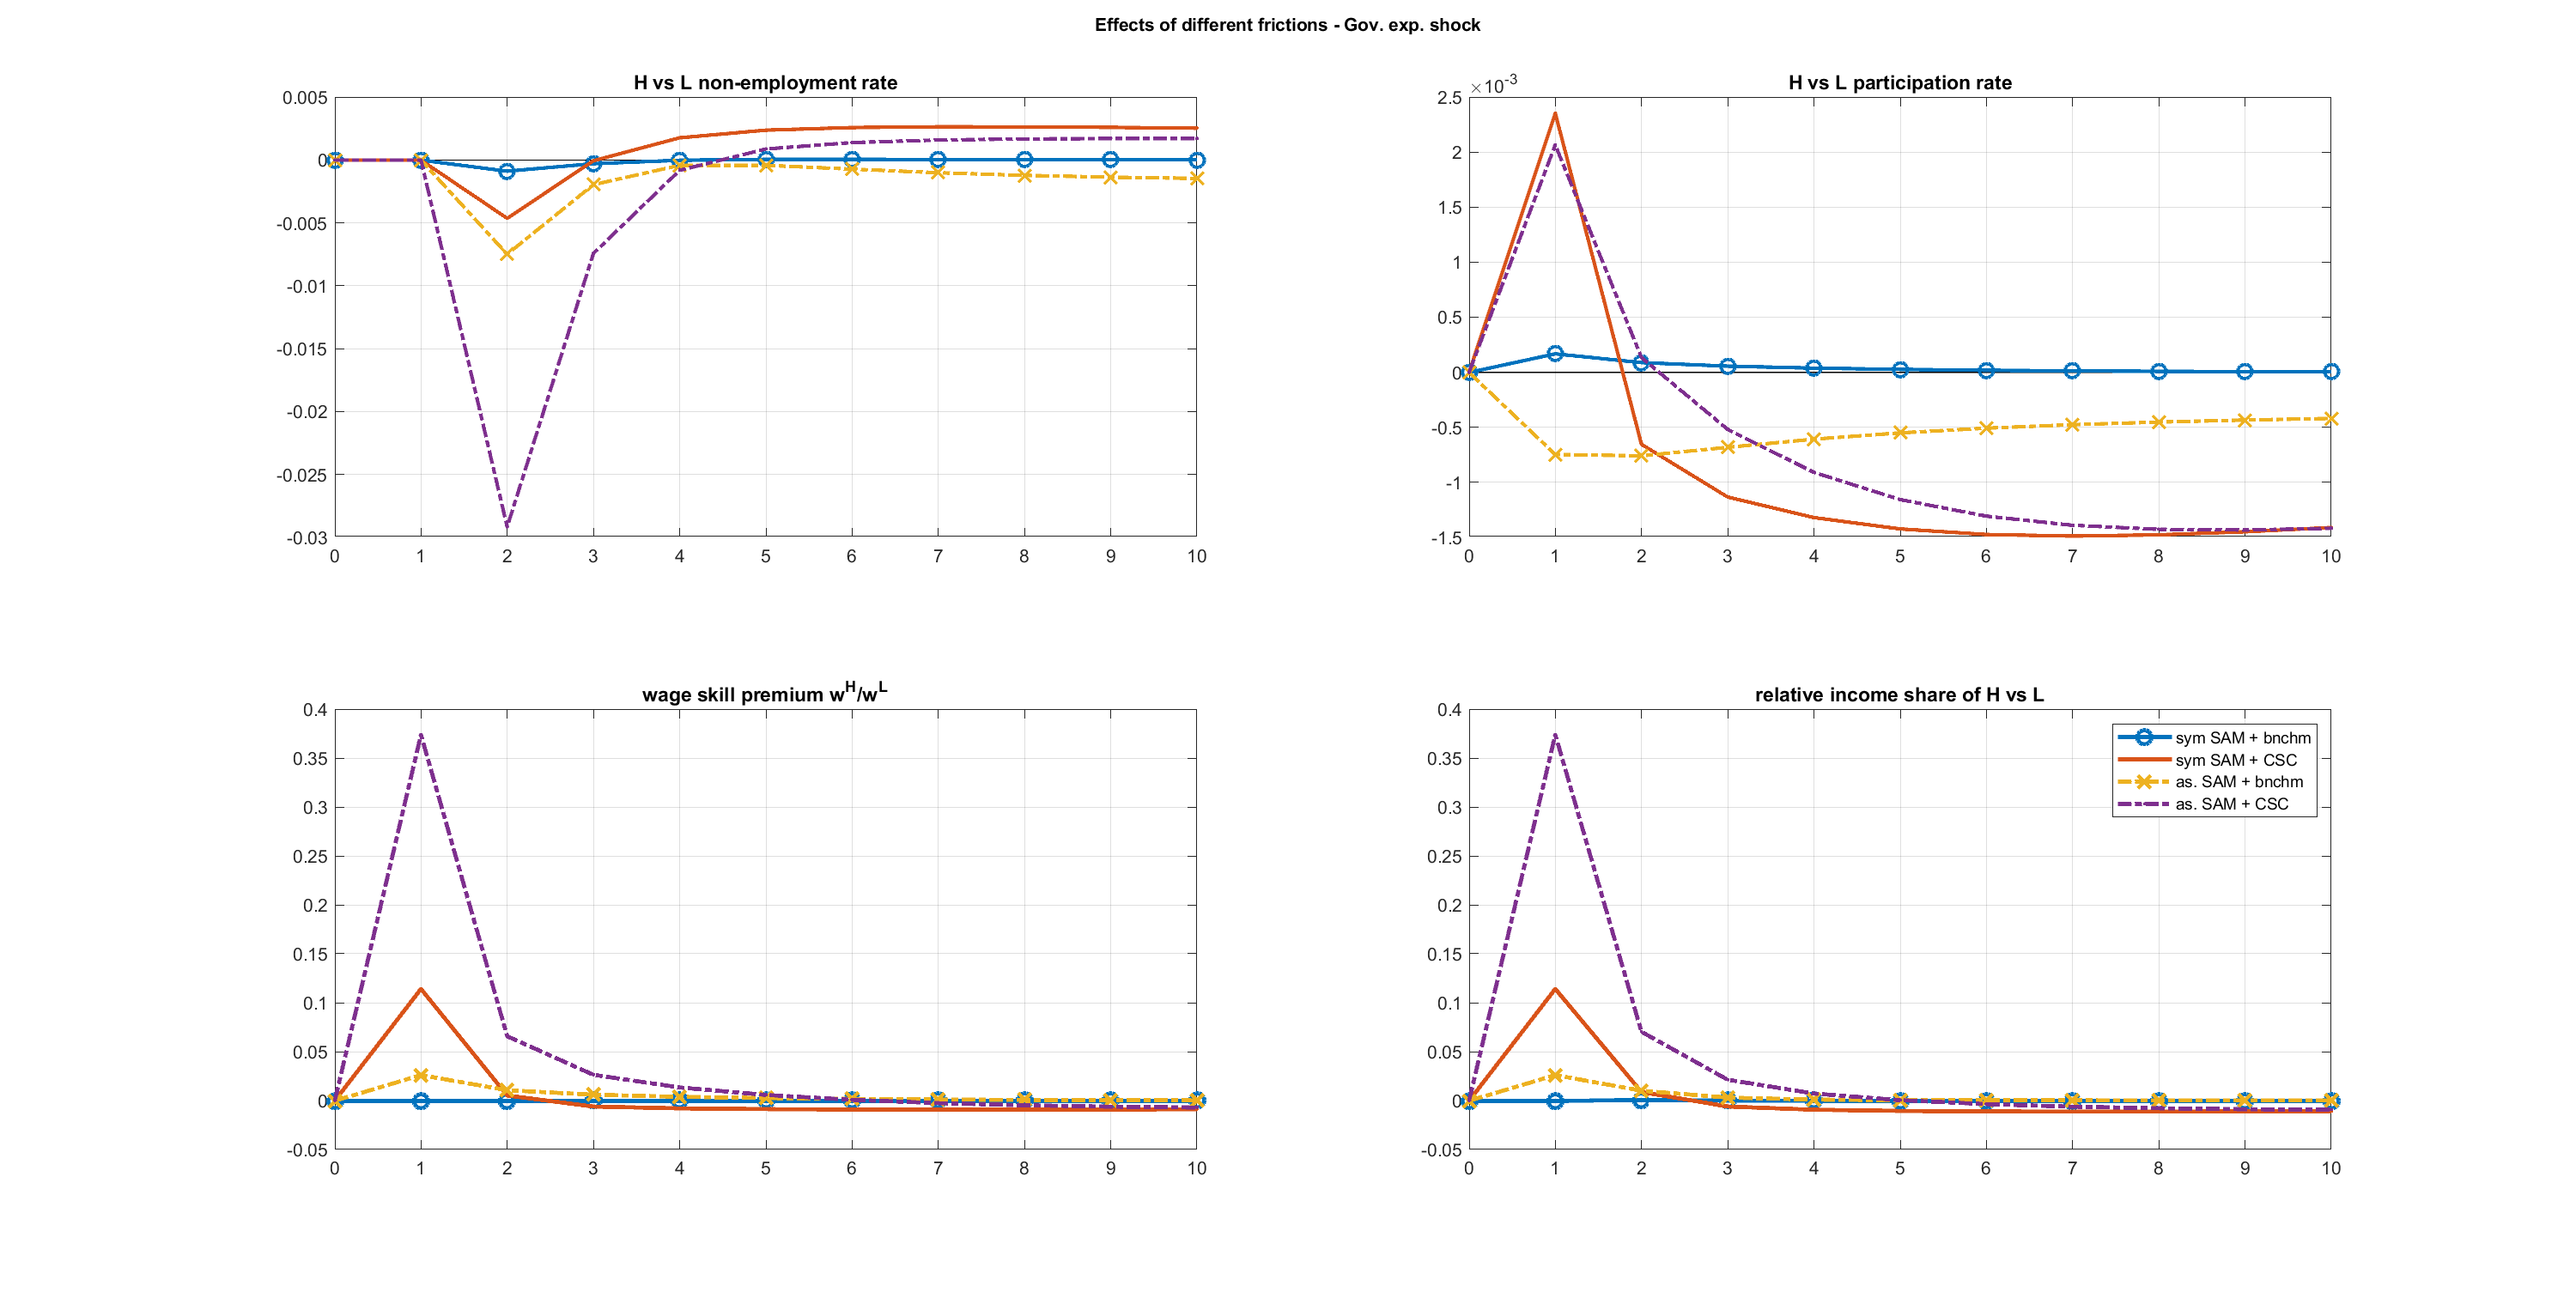 Effects of different frictions - Gov. exp. shock
H vs L non-employment rate
0.005
0
-0.005
-0.01
-0.015
-0.02
-0.025
-0.03
0 1 2 3 4 5 6 7 8 9 10
H vs L participation rate
×10-3
2.5
2
1.5
1
0.5
0
-0.5
-1
-1.5
0 1 2 3 4 5 6 7 8 9 10
wage skill premium wH/wL
0.4
0.35
0.3
0.25
0.2
0.15
0.1
0.05
0
-0.05
0 1 2 3 4 5 6 7 8 9 10
relative income share of H vs L
0.4
0.35
0.3
0.25
0.2
0.15
0.1
0.05
0
-0.05
0 1 2 3 4 5 6 7 8 9 10
sym SAM + bnchm
sym SAM + CSC
as. SAM + bnchm
as. SAM + CSC